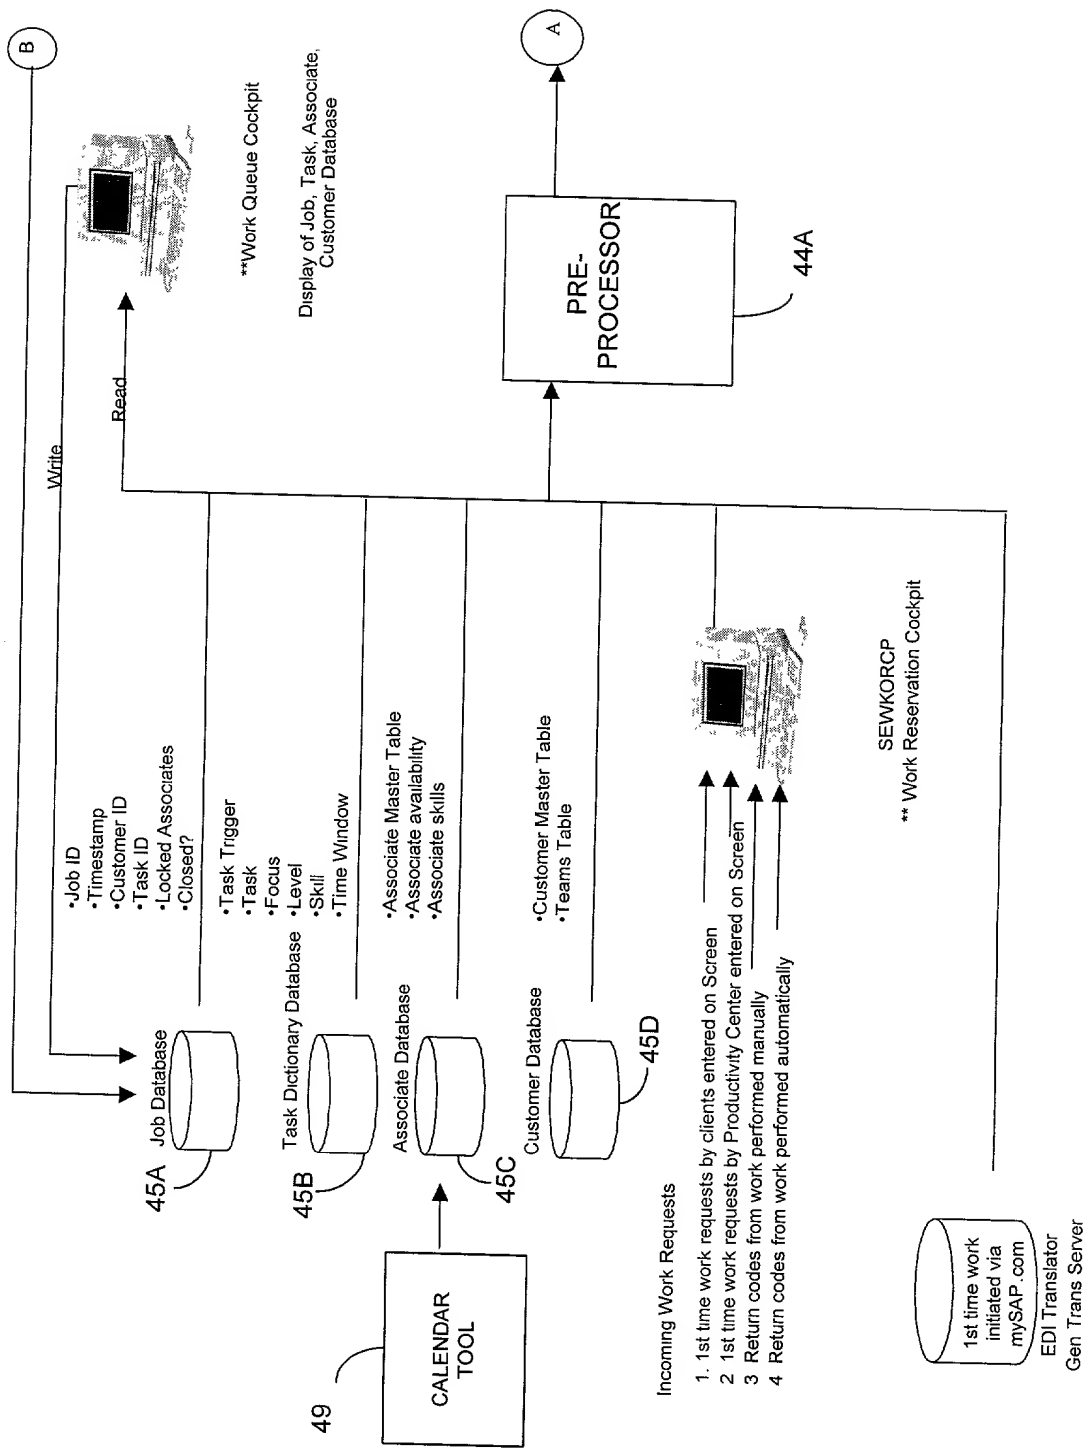 B
Write
Read
**Work Queue Cockpit
Display of Job, Task, Associate,
Customer Database
A
PRE-
PROCESSOR
44A
45A
Job Database
•Job ID
•Timestamp
•Customer ID
•Task ID
•Locked Associates
•Closed?
45B
Task Dictionary Database
•Task Trigger
•Task
•Focus
•Level
•Skill
•Time Window
49
CALENDAR
TOOL
45C
Associate Database
•Associate Master Table
•Associate availability
•Associate skills
Customer Database
45D
•Customer Master Table
•Teams Table
Incoming Work Requests
1. 1st time work requests by clients entered on Screen
2 1st time work requests by Productivity Center entered on Screen
3 Return codes from work performed manually
4 Return codes from work performed automatically
SEWKORCP
** Work Reservation Cockpit
1st time work
initiated via
mySAP.com
EDI Translator
Gen Trans Server